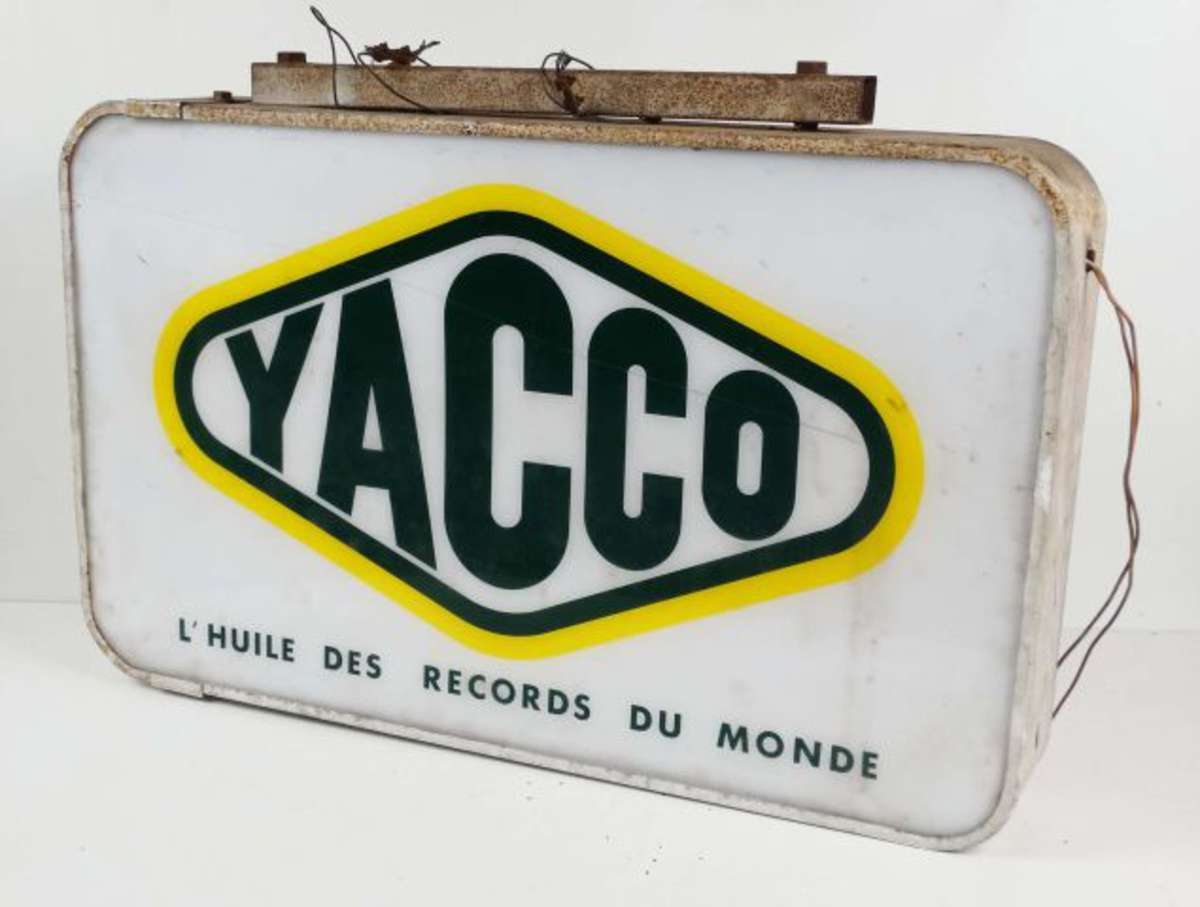 YACCO
L'HUILE DES RECORDS DU MONDE